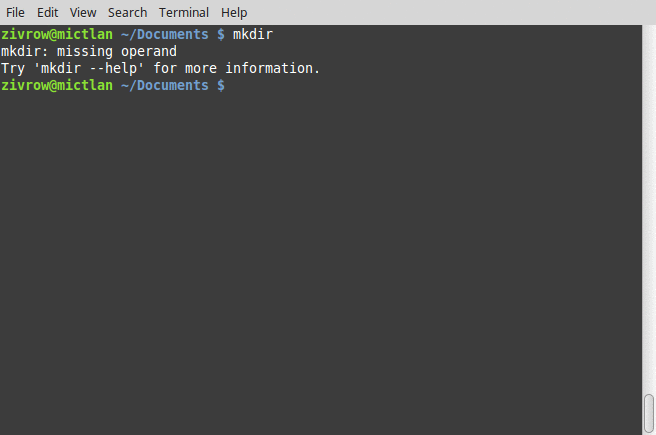 File Edit View Search Terminal Help
zivrow@mictlan ~/Documents $ mkdir
mkdir: missing operand
Try 'mkdir --help' for more information.
zivrow@mictlan ~/Documents $